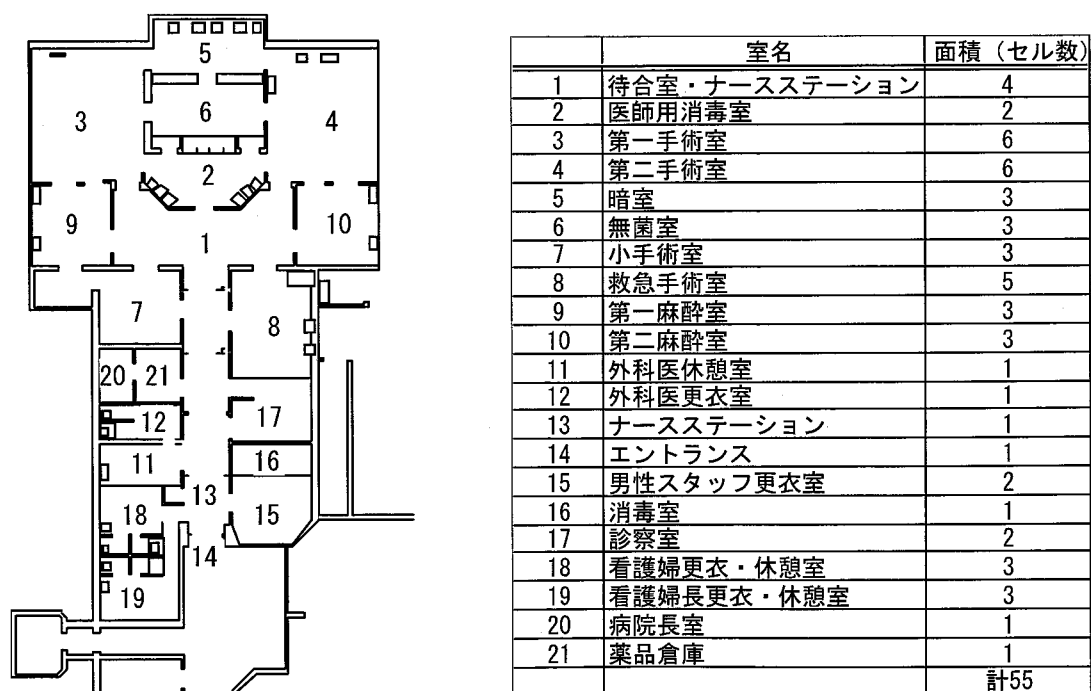 5
3
6
4
2
9
10
1
7
8
20
21
12
17
11
16
13
18
15
14
19
室名 面積（セル数）
1 待合室・ナースステーション 4
2 医師用消毒室 2
3 第一手術室 6
4 第二手術室 6
5 暗室 3
6 無菌室 3
7 小手術室 3
8 救急手術室 5
9 第一麻酔室 3
10 第二麻酔室 3
11 外科医休憩室 1
12 外科医更衣室 1
13 ナースステーション 1
14 エントランス 1
15 男性スタッフ更衣室 2
16 消毒室 1
17 診察室 2
18 看護婦更衣・休憩室 3
19 看護婦長更衣・休憩室 3
20 病院長室 1
21 薬品倉庫 1
計55